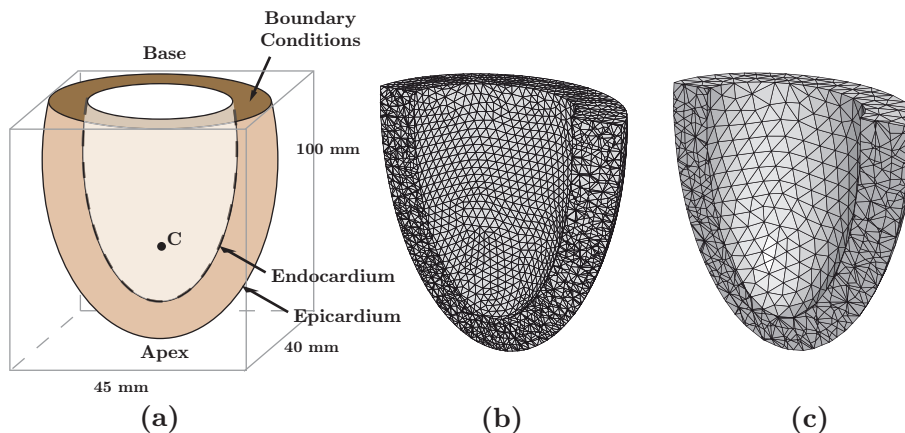 Boundary
Conditions
Base
100 mm
C
Endocardium
Epicardium
Apex
40 mm
45 mm
(a)
(b)
(c)